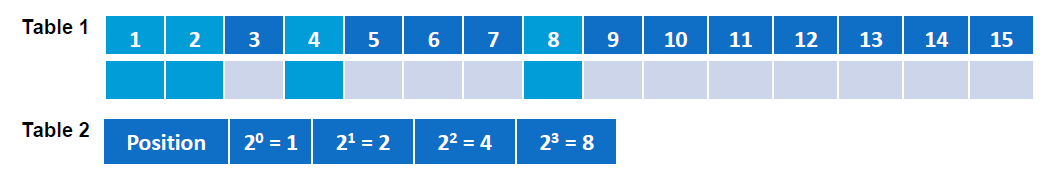 Table 1 1 2 3 4 5 6 7 8 9 10 11 12 13 14 15
Table 2 Position 2⁰ = 1 2¹ = 2 2² = 4 2³ = 8